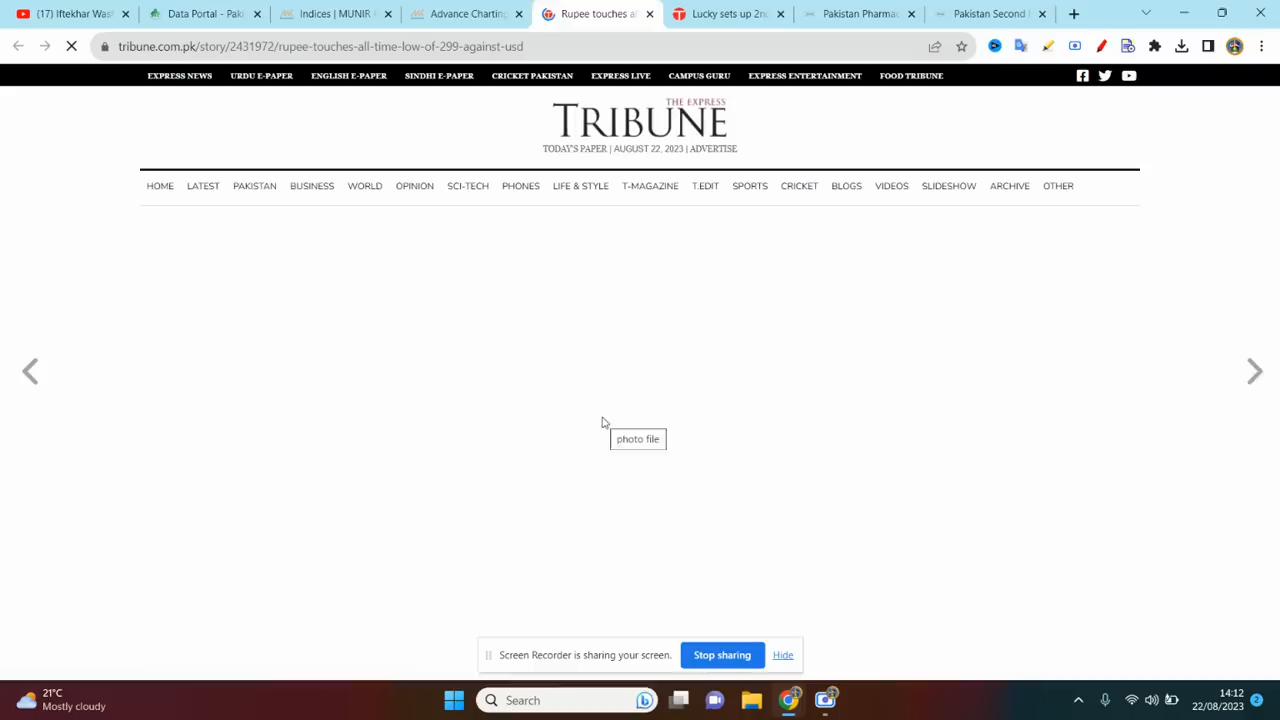 (17) Iftekhar Was
Data Portal - Paki
Indices | MUNIR
Advance Charting
Rupee touches al
Lucky sets up 2nd
Pakistan Pharmac
Pakistan Second
tribune.com.pk/story/2431972/rupee-touches-all-time-low-of-299-against-usd
EXPRESS NEWS URDU E-PAPER ENGLISH E-PAPER SINDHI E-PAPER CRICKET PAKISTAN EXPRESS LIVE CAMPUS GURU EXPRESS ENTERTAINMENT FOOD TRIBUNE
THE EXPRESS
TRIBUNE
TODAY'S PAPER | AUGUST 22, 2023 | ADVERTISE
HOME LATEST PAKISTAN BUSINESS WORLD OPINION SCI-TECH PHONES LIFE & STYLE T-MAGAZINE T.EDIT SPORTS CRICKET BLOGS VIDEOS SLIDESHOW ARCHIVE OTHER
photo file
Screen Recorder is sharing your screen. Stop sharing Hide
21°C
Mostly cloudy
Search
14:12
22/08/2023
2